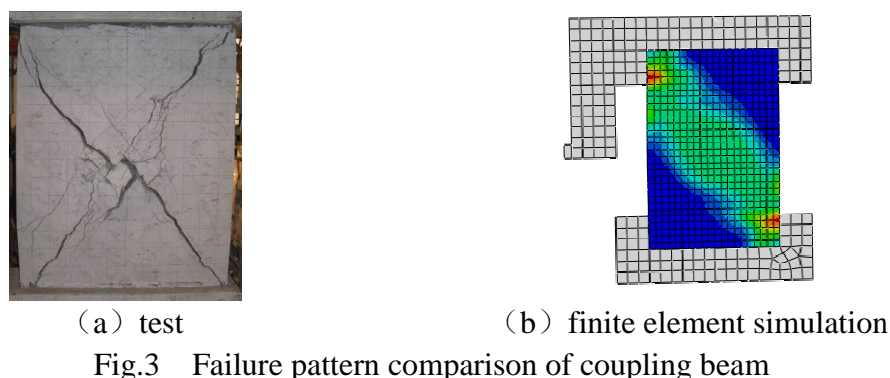 （a）test
（b）finite element simulation
Fig.3 Failure pattern comparison of coupling beam